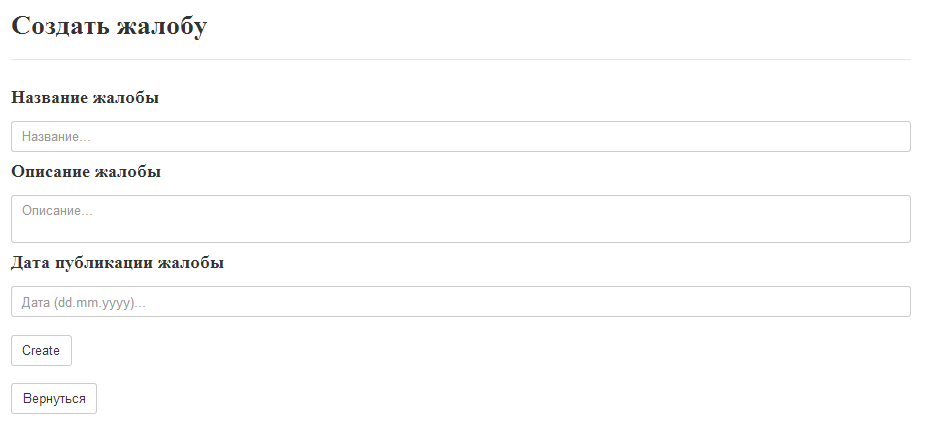 Создать жалобу
Название жалобы
Название...
Описание жалобы
Описание...
Дата публикации жалобы
Дата (dd.mm.yyyy)...
Create
Вернуться